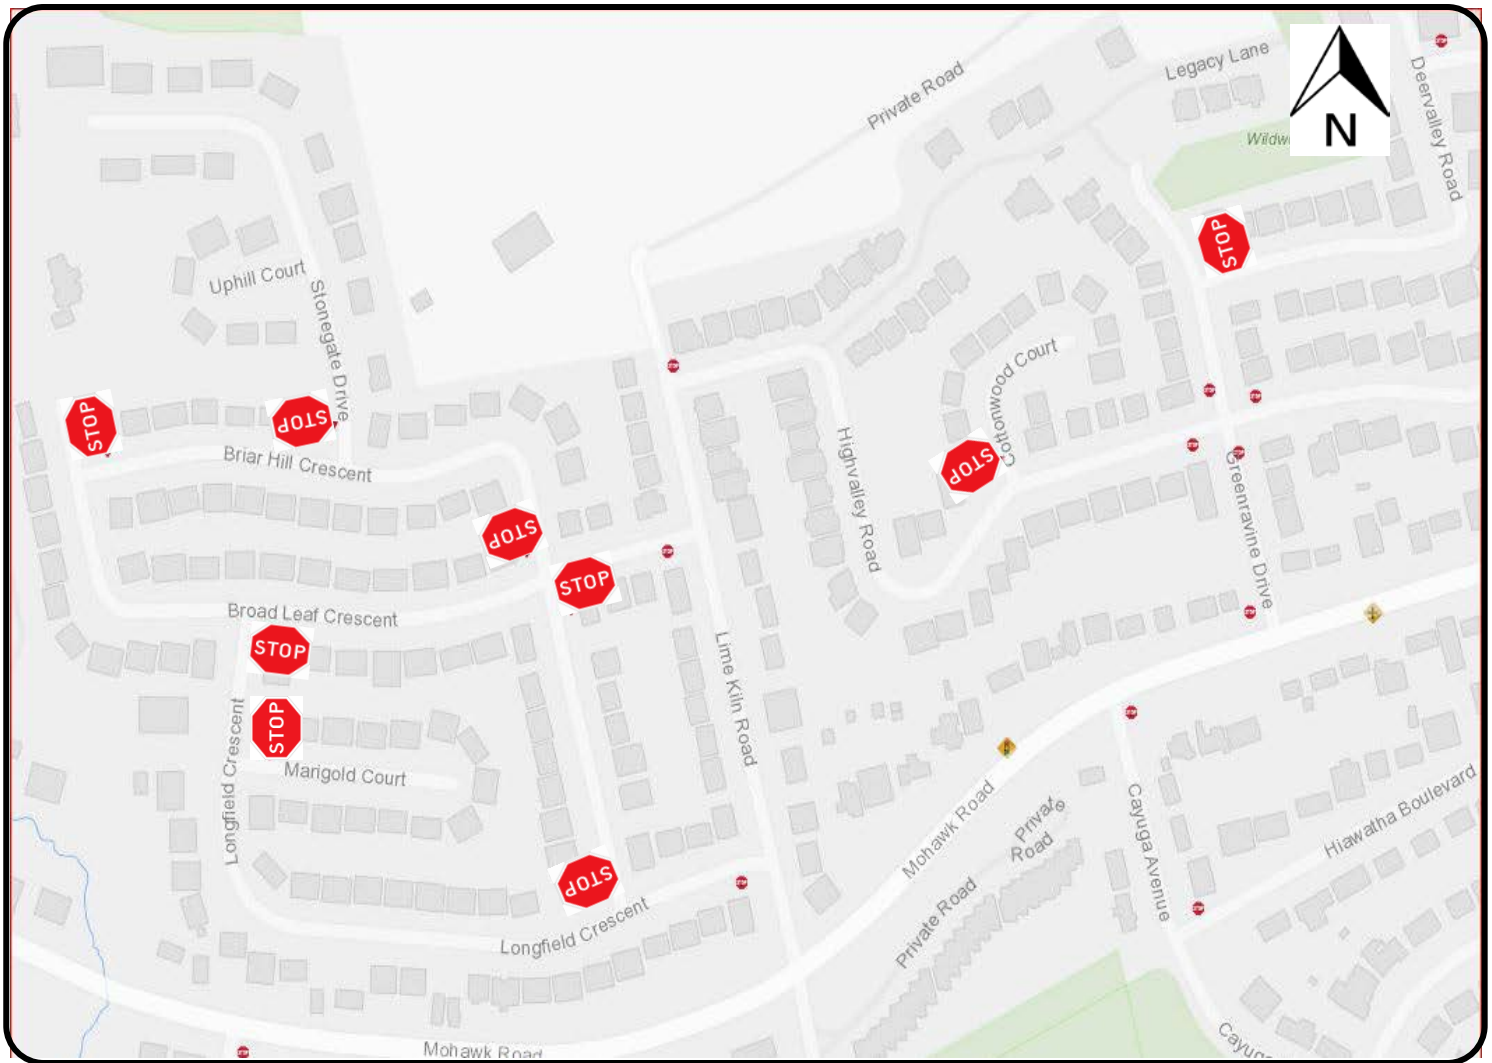 Private Road
Legacy Lane
N
Deervalley Road
Wildw
STOP
Uphill Court
Stonegate Drive
STOP
STOP
Briar Hill Crescent
Cottonwood Court
STOP
Highvalley Road
Greenravine Drive
STOP
STOP
Broad Leaf Crescent
STOP
STOP
Lime Kiln Road
Longfield Crescent
Marigold Court
Mohawk Road
Private
Road
Cayuga Avenue
Hiawatha Boulevard
STOP
Longfield Crescent
Private Road
Mohawk Road
Cayug